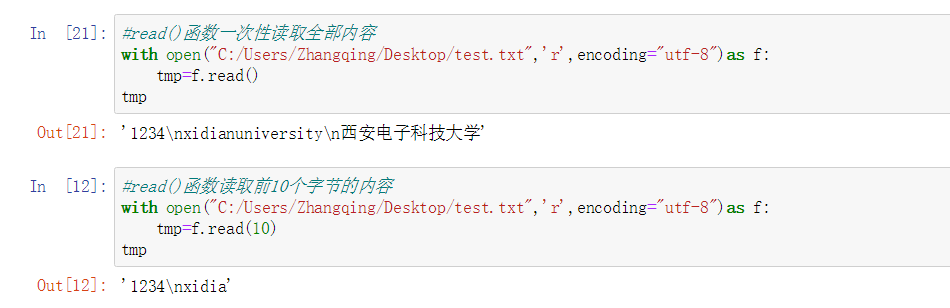 In [21]: #read()函数一次性读取全部内容
with open("C:/Users/Zhangqing/Desktop/test.txt",'r',encoding="utf-8")as f:
    tmp=f.read()
tmp
Out[21]: '1234\nxidianuniversity\n西安电子科技大学'
In [12]: #read()函数读取前10个字节的内容
with open("C:/Users/Zhangqing/Desktop/test.txt",'r',encoding="utf-8")as f:
    tmp=f.read(10)
tmp
Out[12]: '1234\nxidia'